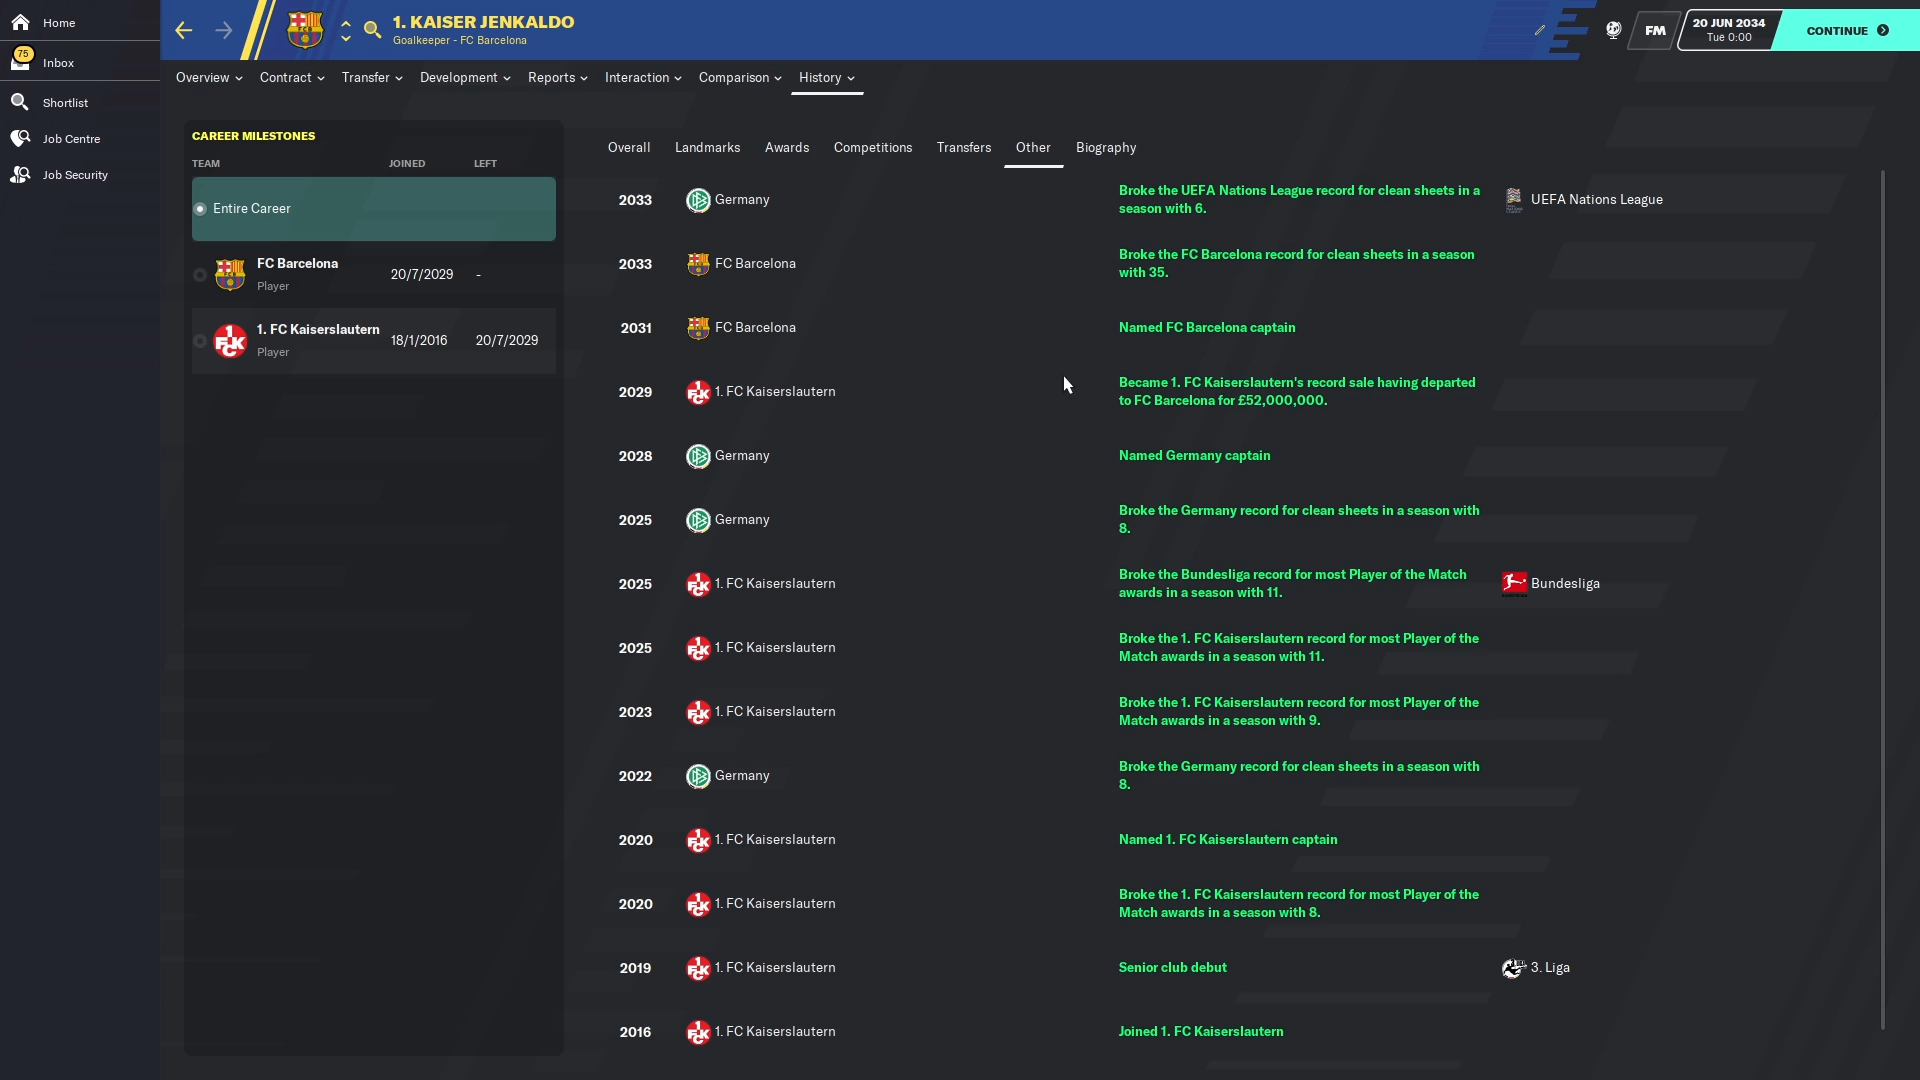 Home
75
Inbox
Shortlist
Job Centre
Job Security
1. KAISER JENKALDO
Goalkeeper - FC Barcelona
FM
20 JUN 2034
Tue 0:00
CONTINUE
Overview
Contract
Transfer
Development
Reports
Interaction
Comparison
History
CAREER MILESTONES
TEAM JOINED LEFT
Entire Career
FC Barcelona
Player
20/7/2029 -
1. FC Kaiserslautern
Player
18/1/2016 20/7/2029
Overall Landmarks Awards Competitions Transfers Other Biography
2033 Germany
Broke the UEFA Nations League record for clean sheets in a
season with 6.
UEFA Nations League
2033 FC Barcelona
Broke the FC Barcelona record for clean sheets in a season
with 35.
2031 FC Barcelona
Named FC Barcelona captain
2029 1. FC Kaiserslautern
Became 1. FC Kaiserslautern's record sale having departed
to FC Barcelona for £52,000,000.
2028 Germany
Named Germany captain
2025 Germany
Broke the Germany record for clean sheets in a season with
8.
2025 1. FC Kaiserslautern
Broke the Bundesliga record for most Player of the Match
awards in a season with 11.
Bundesliga
2025 1. FC Kaiserslautern
Broke the 1. FC Kaiserslautern record for most Player of the
Match awards in a season with 11.
2023 1. FC Kaiserslautern
Broke the 1. FC Kaiserslautern record for most Player of the
Match awards in a season with 9.
2022 Germany
Broke the Germany record for clean sheets in a season with
8.
2020 1. FC Kaiserslautern
Named 1. FC Kaiserslautern captain
2020 1. FC Kaiserslautern
Broke the 1. FC Kaiserslautern record for most Player of the
Match awards in a season with 8.
2019 1. FC Kaiserslautern
Senior club debut
3. Liga
2016 1. FC Kaiserslautern
Joined 1. FC Kaiserslautern